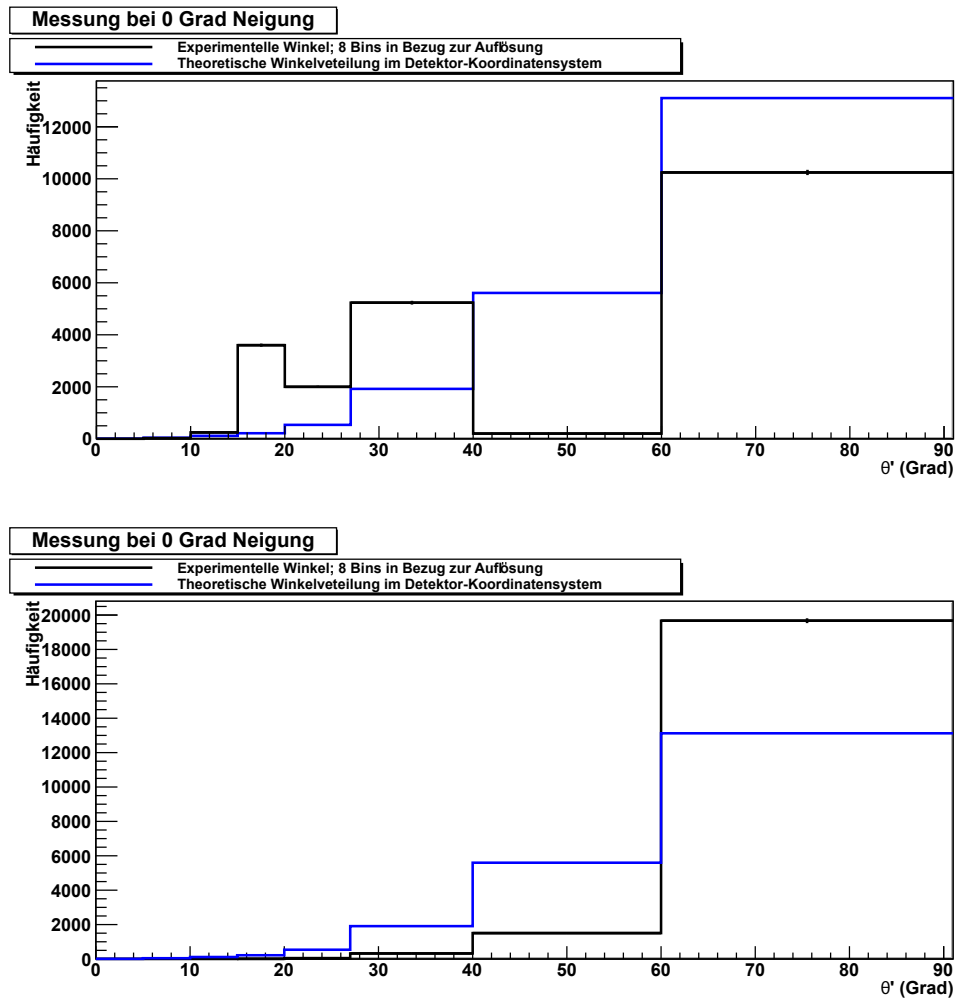 Messung bei 0 Grad Neigung
Experimentelle Winkel; 8 Bins in Bezug zur Auflösung
Theoretische Winkelveteilung im Detektor-Koordinatensystem
Häufigkeit
12000
10000
8000
6000
4000
2000
0
0 10 20 30 40 50 60 70 80 90
θ' (Grad)
Messung bei 0 Grad Neigung
Experimentelle Winkel; 8 Bins in Bezug zur Auflösung
Theoretische Winkelveteilung im Detektor-Koordinatensystem
Häufigkeit
20000
18000
16000
14000
12000
10000
8000
6000
4000
2000
0
0 10 20 30 40 50 60 70 80 90
θ' (Grad)